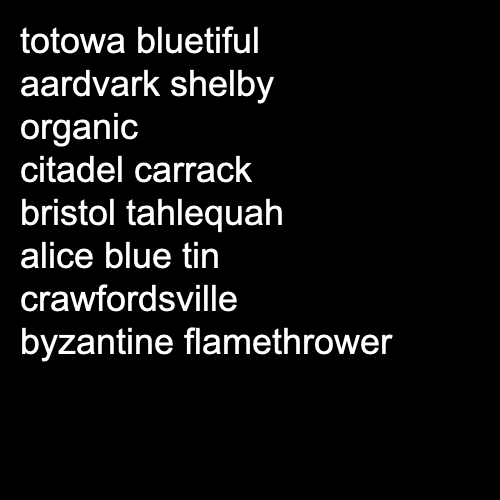 totowa bluetiful
aardvark shelby
organic
citadel carrack
bristol tahlequah
alice blue tin
crawfordsville
byzantine flamethrower